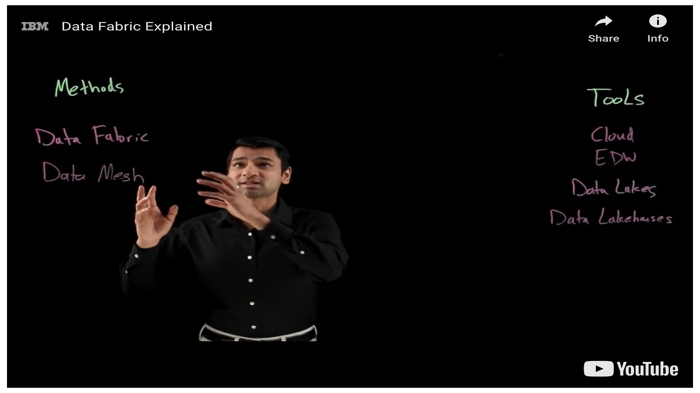 IBM Data Fabric Explained
Share
Info
Methods
Data Fabric
Data Mesh
Tools
Cloud
EDW
Data Lakes
Data Lakehouses
YouTube